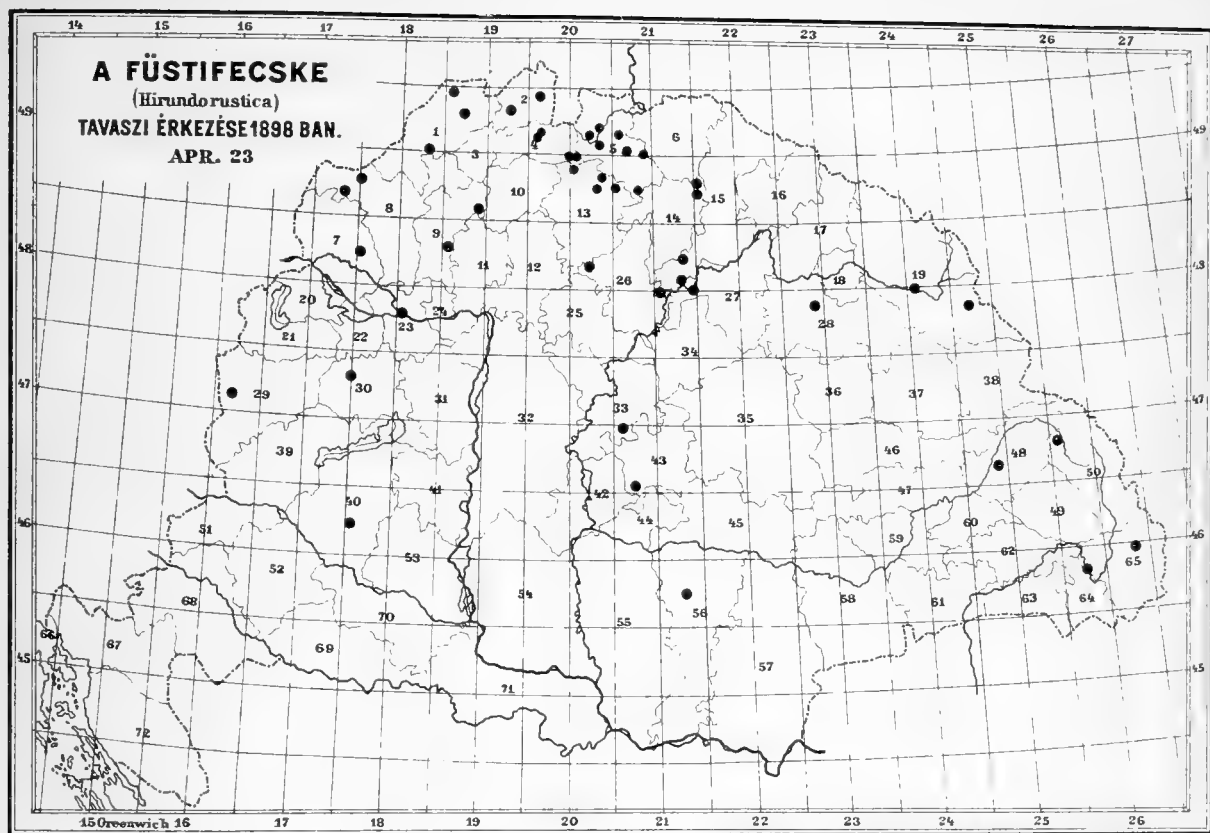 14 15 16 17 18 19 20 21 22 23 24 25 26 27
A FÜSTIFECSKE
(Hirundo rustica)
TAVASZI ÉRKEZÉSE 1898 BAN.
APR. 23
49 49
2
1
3 4 5 6
10 15 16
8 13 14 17
7 9
48 11 12 26 19 43
20 27 18
21 22 23 24 25 28
34
47 29 30 31 32 33 35 36 37 38 47
39 43 46 48 50
40 41 42 44 45 47 49
46 51 59 60 62 46
52 53 54 65
68 70 55 56 58 61 63 64
66 67 69 57
45 71 45
72
15 Greenwich 16 17 18 19 20 21 22 23 24 25 26